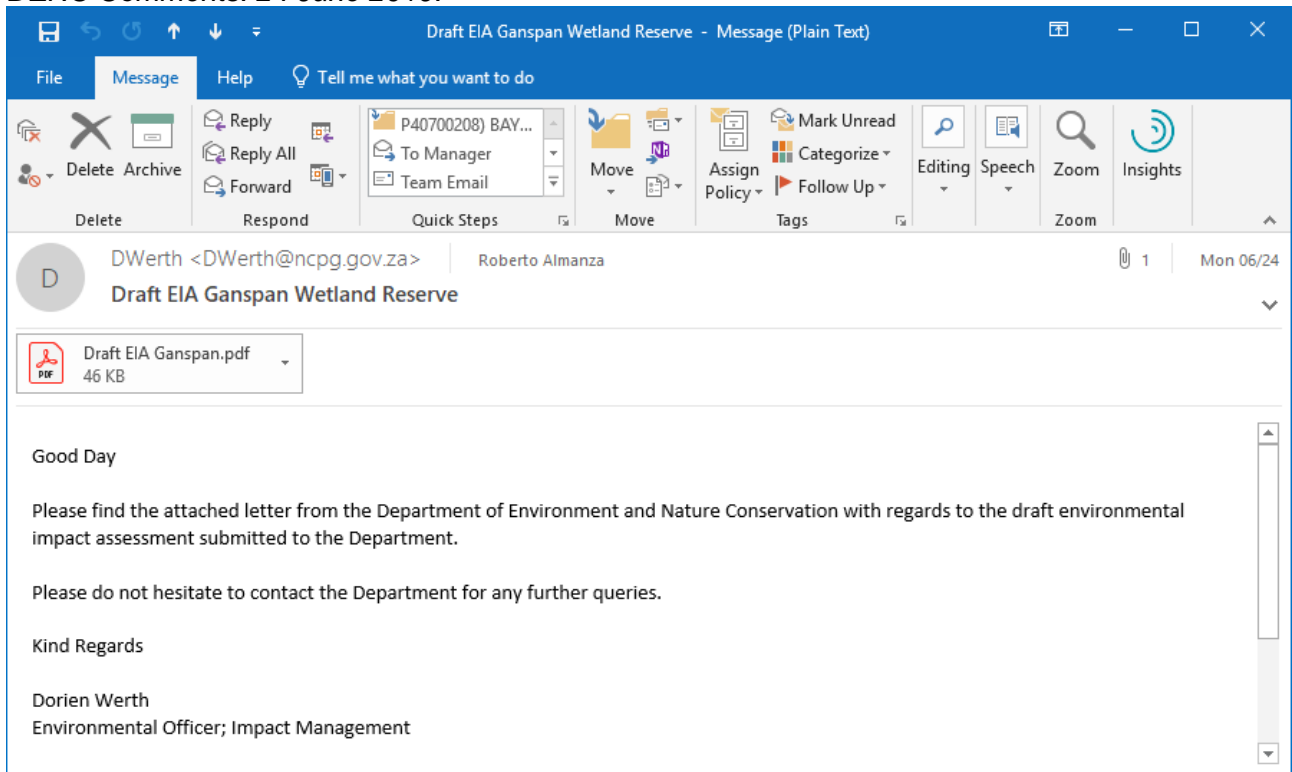 Draft EIA Ganspan Wetland Reserve - Message (Plain Text)
File Message Help Tell me what you want to do
Delete Archive
Reply
Reply All
Forward
P40700208) BAY...
To Manager
Team Email
Move
Assign Policy
Mark Unread
Categorize
Follow Up
Editing
Speech
Zoom
Insights
Delete Respond Quick Steps Move Tags Zoom
D
DWerth <DWerth@ncpg.gov.za> Roberto Almanza 1 Mon 06/24
Draft EIA Ganspan Wetland Reserve
PDF
Draft EIA Ganspan.pdf
46 KB
Good Day
Please find the attached letter from the Department of Environment and Nature Conservation with regards to the draft environmental
impact assessment submitted to the Department.
Please do not hesitate to contact the Department for any further queries.
Kind Regards
Dorien Werth
Environmental Officer; Impact Management